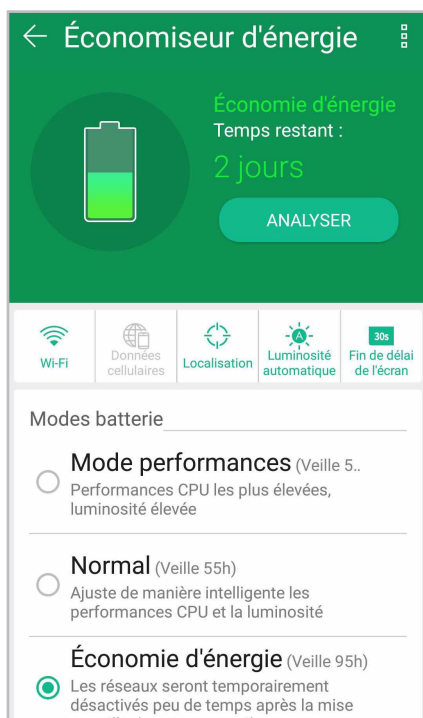 Économiseur d'énergie
Économie d'énergie
Temps restant :
2 jours
ANALYSER
Wi-Fi
Données
cellulaires
Localisation
A
Luminosité
automatique
30s
Fin de délai
de l'écran
Modes batterie
Mode performances (Veille 5..
Performances CPU les plus élevées,
luminosité élevée
Normal (Veille 55h)
Ajuste de manière intelligente les
performances CPU et la luminosité
Économie d'énergie (Veille 95h)
Les réseaux seront temporairement
désactivés peu de temps après la mise